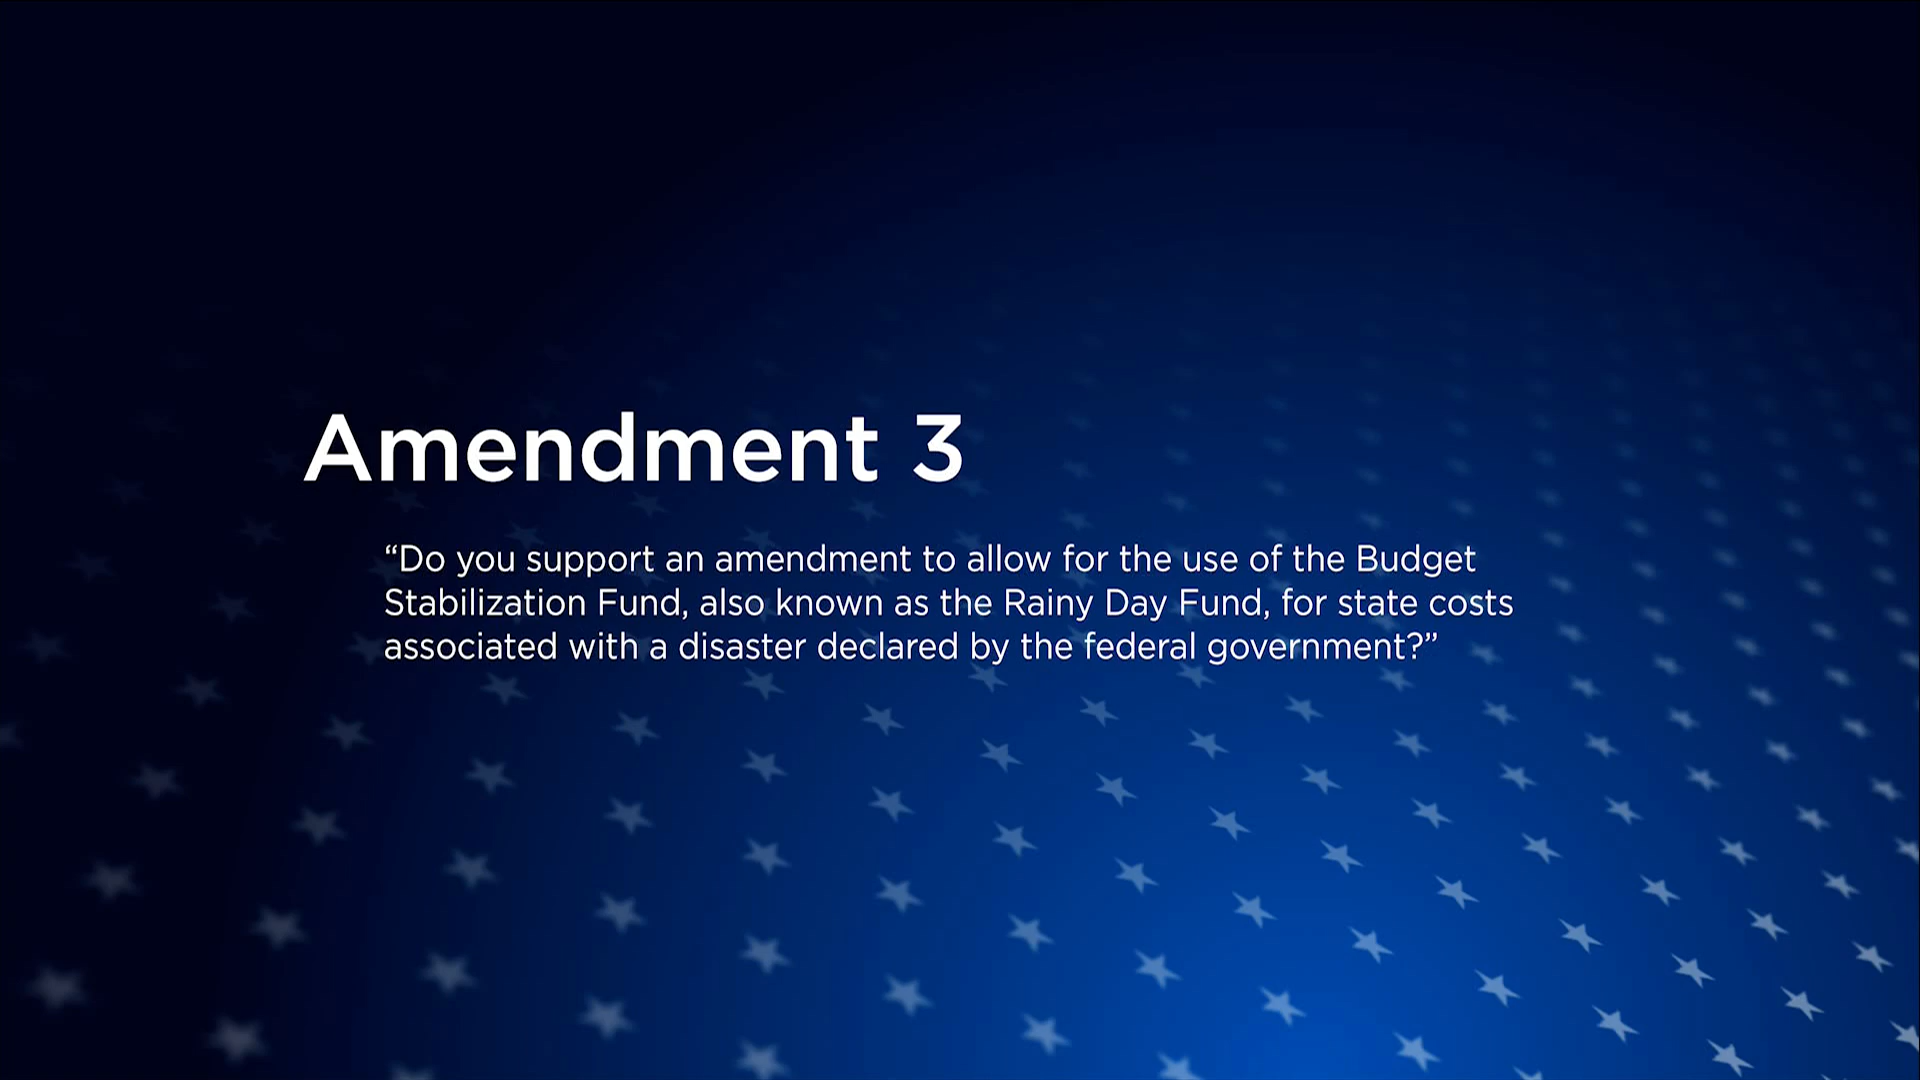 Amendment 3
“Do you support an amendment to allow for the use of the Budget
Stabilization Fund, also known as the Rainy Day Fund, for state costs
associated with a disaster declared by the federal government?”